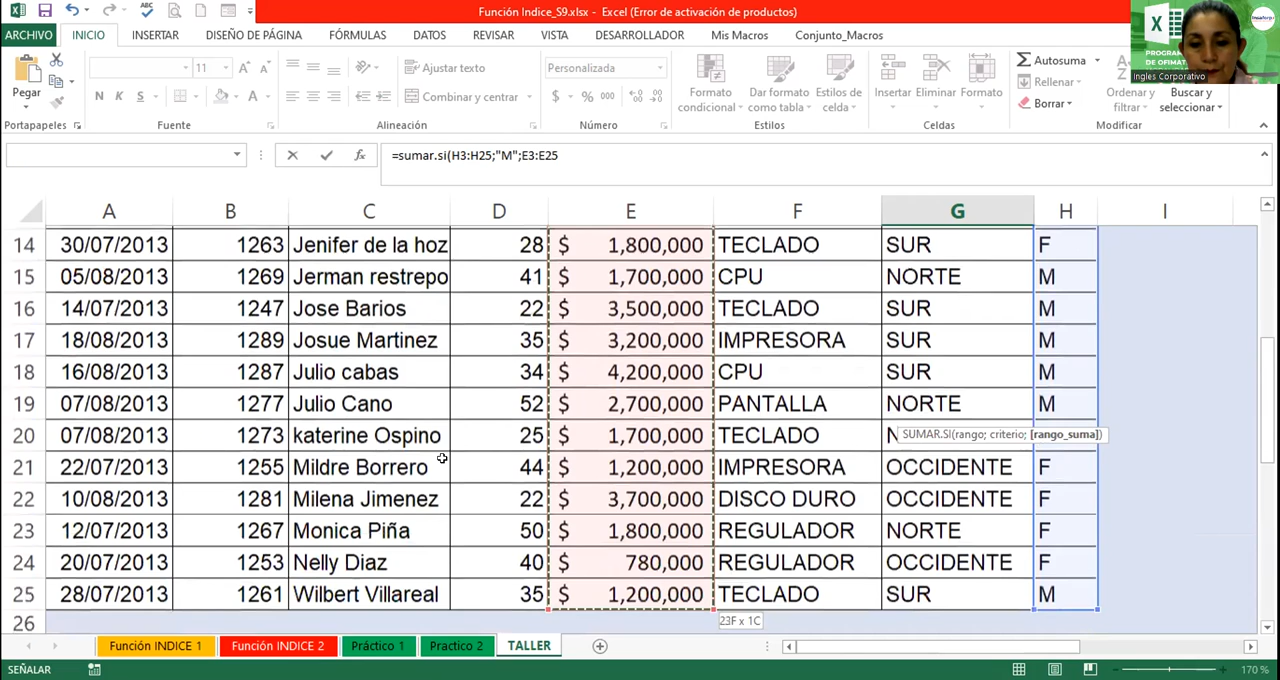 Función Indice_S9.xlsx - Excel (Error de activación de productos)
ARCHIVO INICIO INSERTAR DISEÑO DE PÁGINA FÓRMULAS DATOS REVISAR VISTA DESARROLLADOR Mis Macros Conjunto_Macros
PROGRAM
DE OFIMAT
Ingles Corporativo
Pegar
11
Ajustar texto
Combinar y centrar
Personalizada
$ % 000
Formato condicional
Dar formato como tabla
Estilos de celda
Insertar Eliminar Formato
Autosuma
Rellenar
Borrar
Ordenar y filtrar
Buscar y seleccionar
N K S
Portapapeles Fuente Alineación Número Estilos Celdas Modificar
=sumar.si(H3:H25;"M";E3:E25
A B C D E F G H I
14 30/07/2013 1263 Jenifer de la hoz 28 $ 1,800,000 TECLADO SUR F
15 05/08/2013 1269 Jerman restrepo 41 $ 1,700,000 CPU NORTE M
16 14/07/2013 1247 Jose Barios 22 $ 3,500,000 TECLADO SUR M
17 18/08/2013 1289 Josue Martinez 35 $ 3,200,000 IMPRESORA SUR M
18 16/08/2013 1287 Julio cabas 34 $ 4,200,000 CPU SUR M
19 07/08/2013 1277 Julio Cano 52 $ 2,700,000 PANTALLA NORTE M
20 07/08/2013 1273 katerine Ospino 25 $ 1,700,000 TECLADO N
SUMAR.SI(rango; criterio; [rango_suma])
21 22/07/2013 1255 Mildre Borrero 44 $ 1,200,000 IMPRESORA OCCIDENTE F
22 10/08/2013 1281 Milena Jimenez 22 $ 3,700,000 DISCO DURO OCCIDENTE F
23 12/07/2013 1267 Monica Piña 50 $ 1,800,000 REGULADOR NORTE F
24 20/07/2013 1253 Nelly Diaz 40 $ 780,000 REGULADOR OCCIDENTE F
25 28/07/2013 1261 Wilbert Villareal 35 $ 1,200,000 TECLADO SUR M
26
23F x 1C
Función INDICE 1 Función INDICE 2 Práctico 1 Practico 2 TALLER
SEÑALAR
170 %